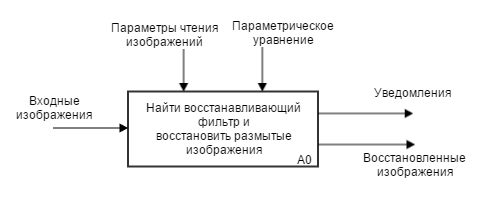 Параметры чтения
изображений
Параметрическое
уравнение
Входные
изображения
Найти восстанавливающий
фильтр и
восстановить размытые
изображения
A0
Уведомления
Восстановленные
изображения